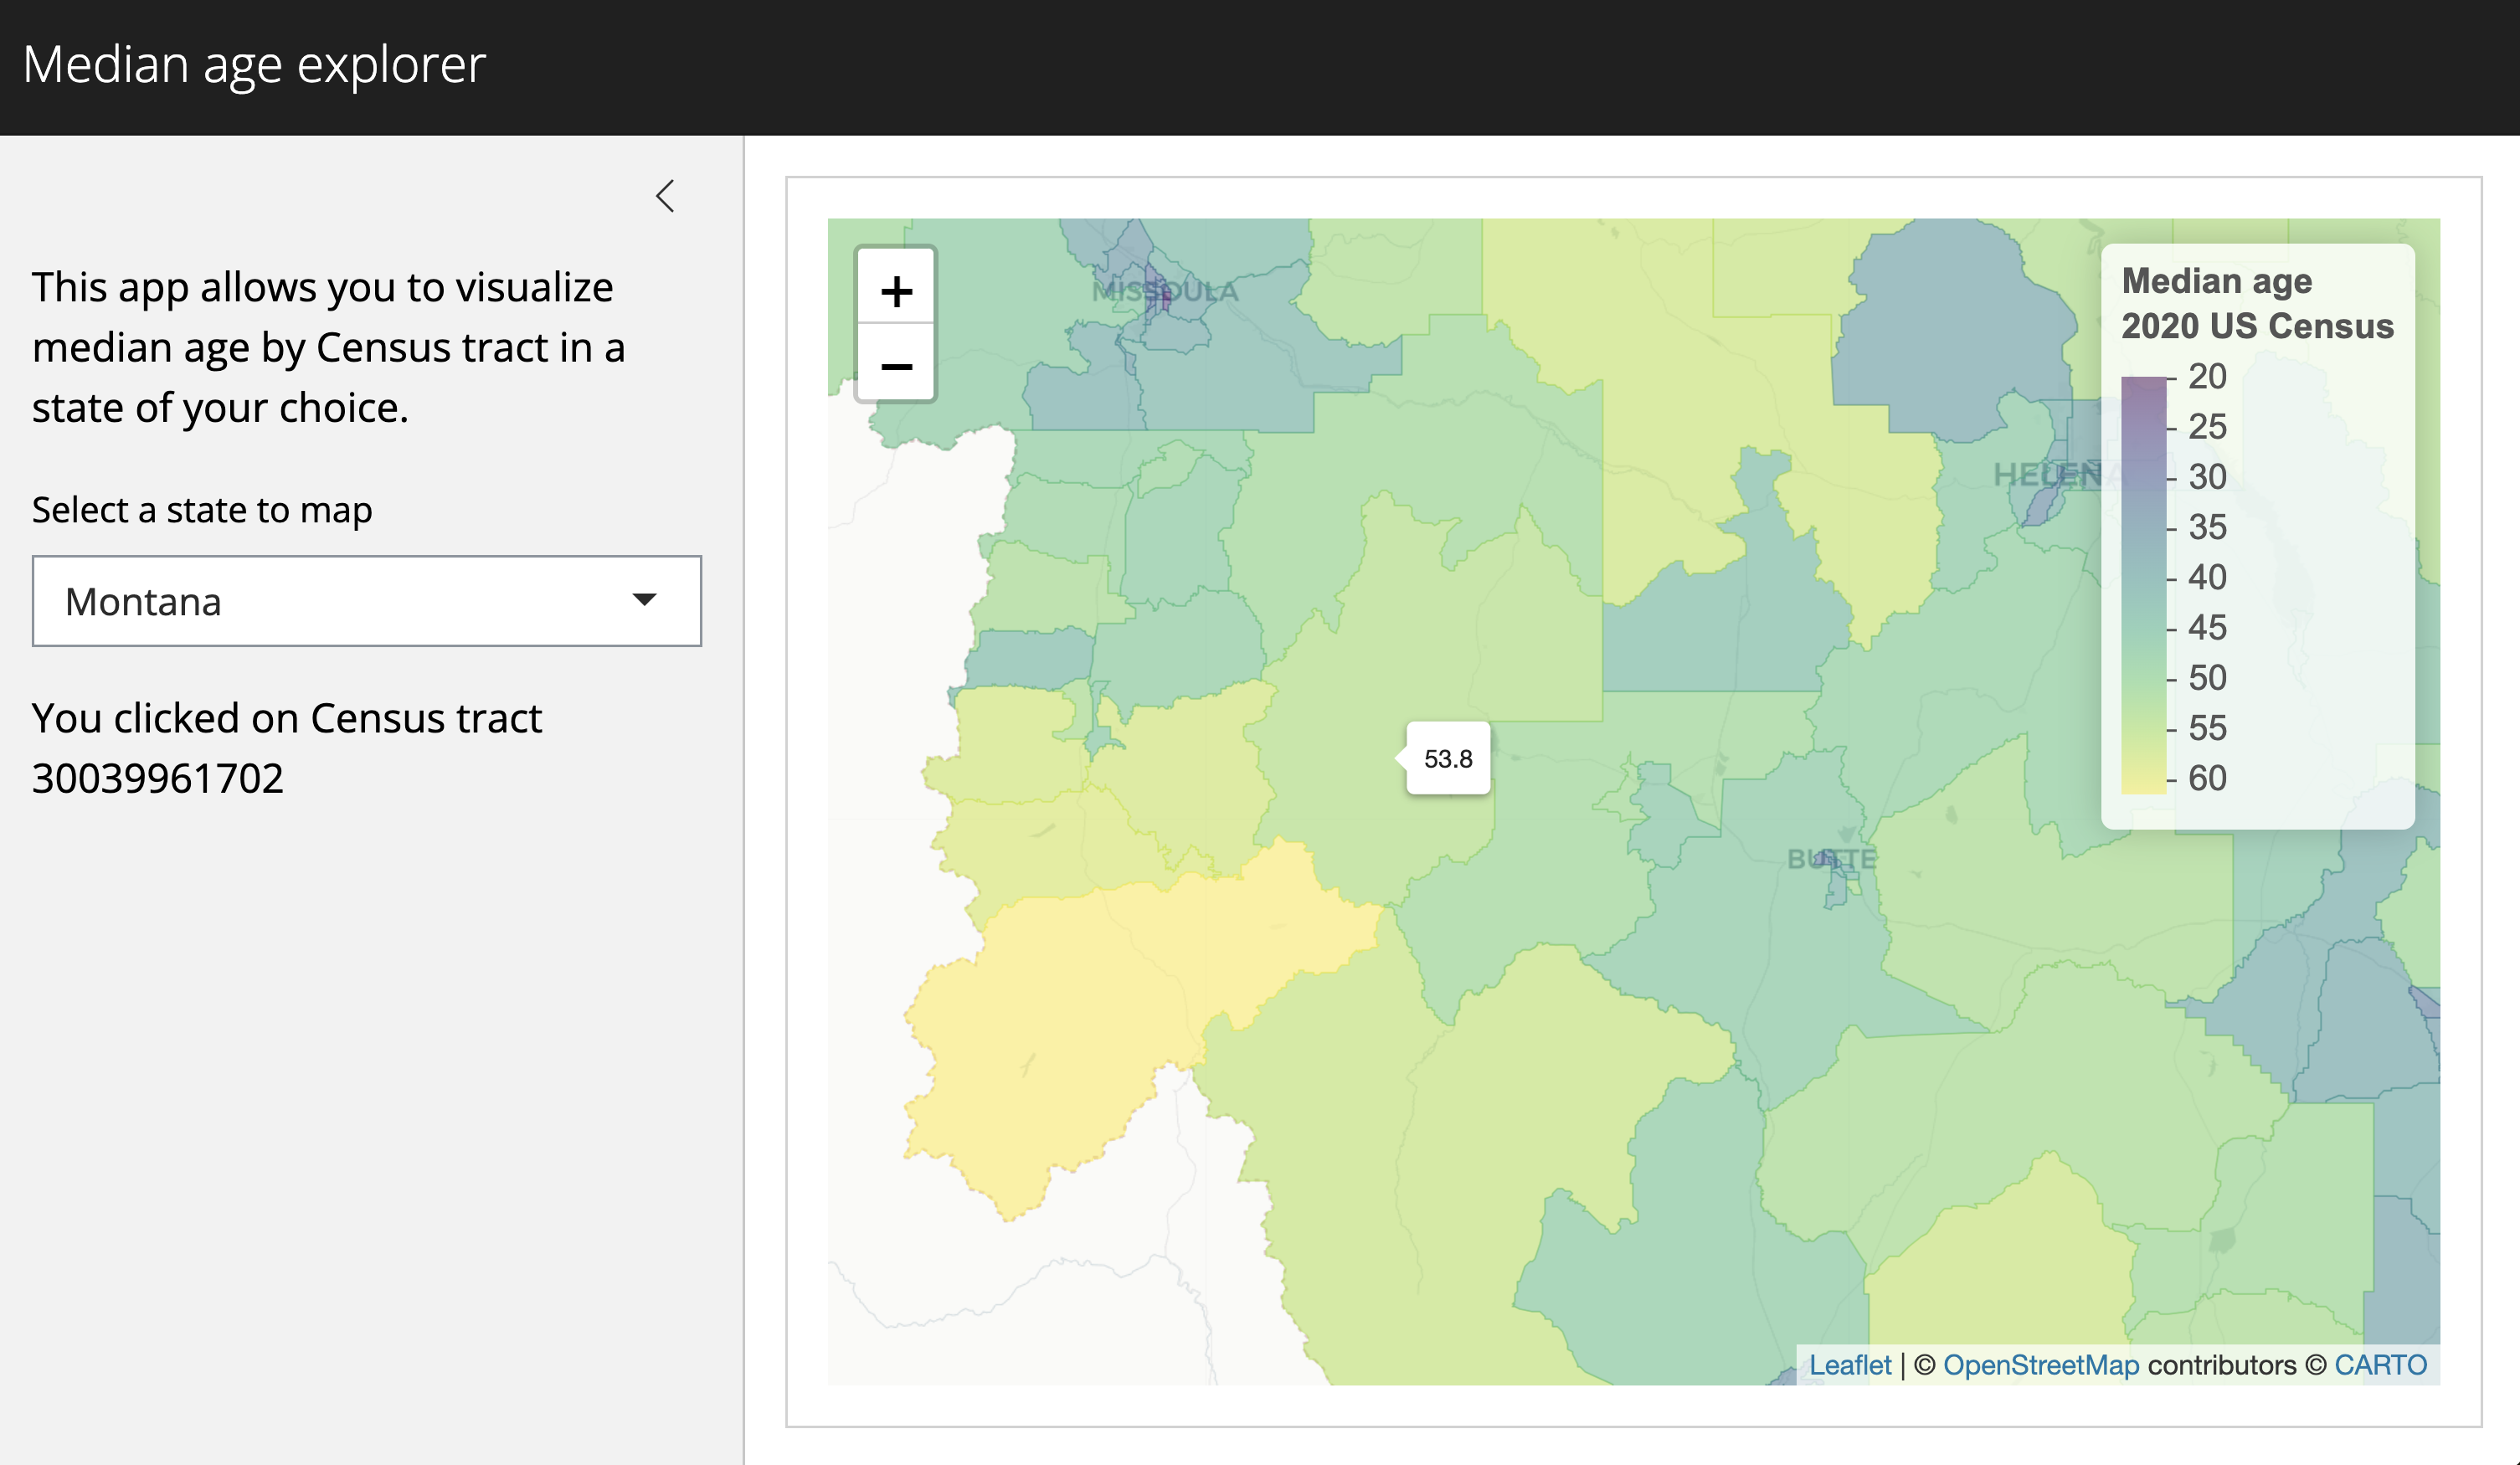 Median age explorer
This app allows you to visualize
median age by Census tract in a
state of your choice.
Select a state to map
Montana
You clicked on Census tract
30039961702
+
−
MISSOULA
HELENA
BUTTE
53.8
Median age
2020 US Census
20
25
30
35
40
45
50
55
60
Leaflet | © OpenStreetMap contributors © CARTO